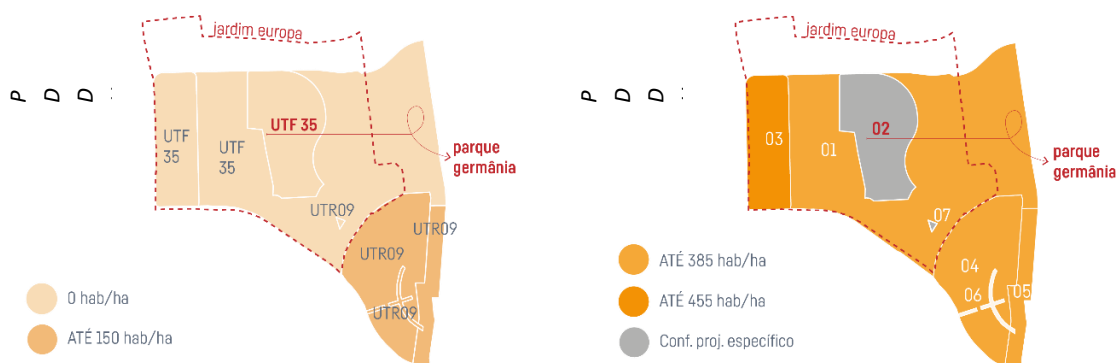 jardim europa
P D D
UTF 35
UTF
35
UTF
35
parque
germânia
UTR09
UTR09
UTR09
UTR09
0 hab/ha
ATÉ 150 hab/ha
jardim europa
P D D
02
03
01
parque
germânia
07
04
06
05
ATÉ 385 hab/ha
ATÉ 455 hab/ha
Conf. proj. específico